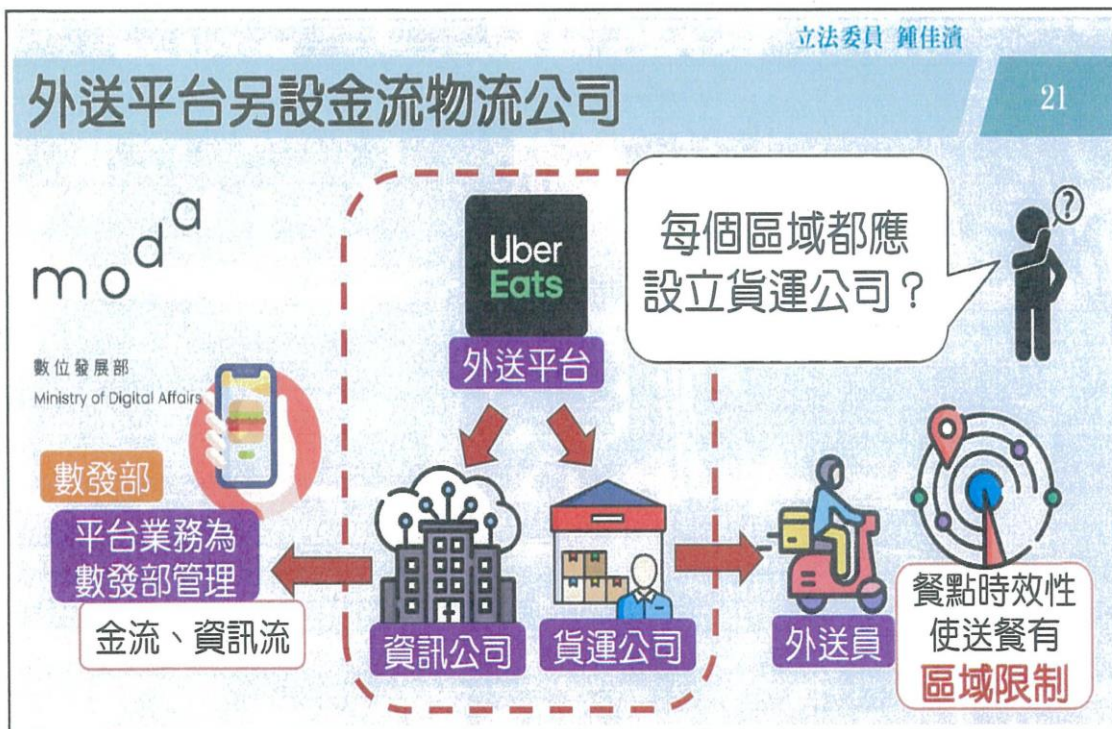 立法委員 鍾佳濱
外送平台另設金流物流公司
21
moda
數位發展部
Ministry of Digital Affairs
數發部
平台業務為
數發部管理
金流、資訊流
Uber
Eats
外送平台
資訊公司
貨運公司
每個區域都應
設立貨運公司？
?
外送員
餐點時效性
使送餐有
區域限制